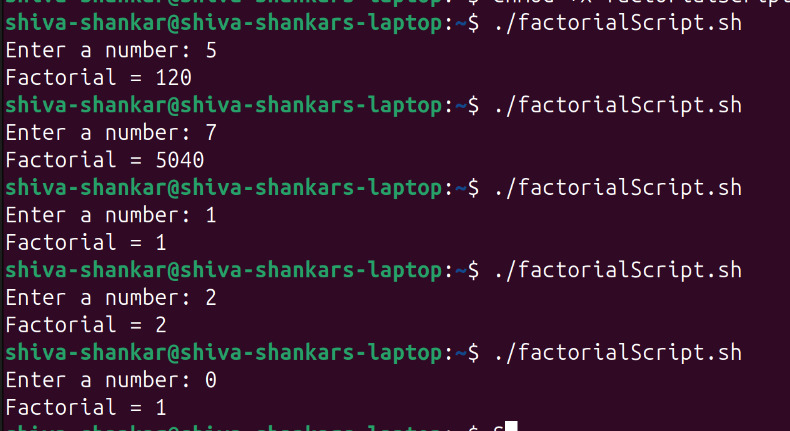 shiva-shankar@shiva-shankars-laptop:~$ ./factorialScript.sh
Enter a number: 5
Factorial = 120
shiva-shankar@shiva-shankars-laptop:~$ ./factorialScript.sh
Enter a number: 7
Factorial = 5040
shiva-shankar@shiva-shankars-laptop:~$ ./factorialScript.sh
Enter a number: 1
Factorial = 1
shiva-shankar@shiva-shankars-laptop:~$ ./factorialScript.sh
Enter a number: 2
Factorial = 2
shiva-shankar@shiva-shankars-laptop:~$ ./factorialScript.sh
Enter a number: 0
Factorial = 1